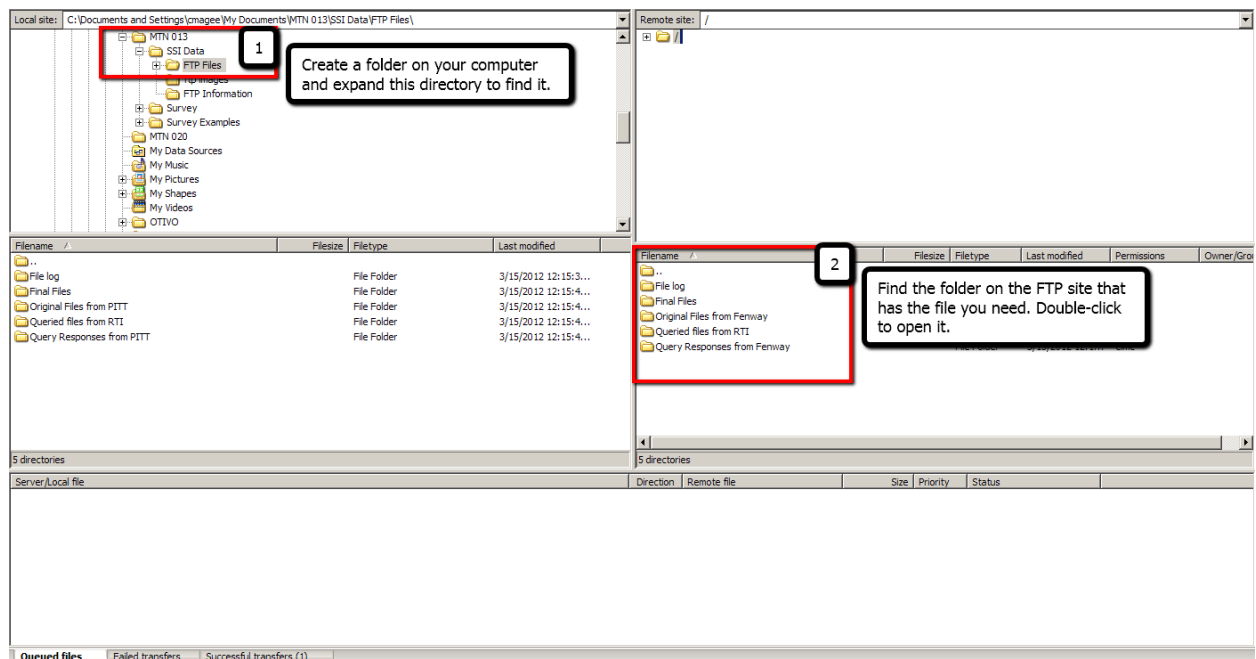 Local site: C:\Documents and Settings\cmagee\My Documents\MTN 013\SSI Data\FTP Files\
MTN 013
SSI Data
FTP Files
ftp images
FTP Information
Survey
Survey Examples
MTN 020
My Data Sources
My Music
My Pictures
My Shapes
My Videos
OTIVO
1
Create a folder on your computer
and expand this directory to find it.
Remote site: /
/
Filename Filesize Filetype Last modified
..
File log File Folder 3/15/2012 12:15:3...
Final Files File Folder 3/15/2012 12:15:4...
Original Files from PITT File Folder 3/15/2012 12:15:4...
Queried files from RTI File Folder 3/15/2012 12:15:4...
Query Responses from PITT File Folder 3/15/2012 12:15:4...
5 directories
Filename Filesize Filetype Last modified Permissions Owner/Gro
..
File log
Final Files
Original Files from Fenway
Queried files from RTI
Query Responses from Fenway
2
Find the folder on the FTP site that
has the file you need. Double-click
to open it.
5 directories
Server/Local file Direction Remote file Size Priority Status
Queued files Failed transfers Successful transfers (1)